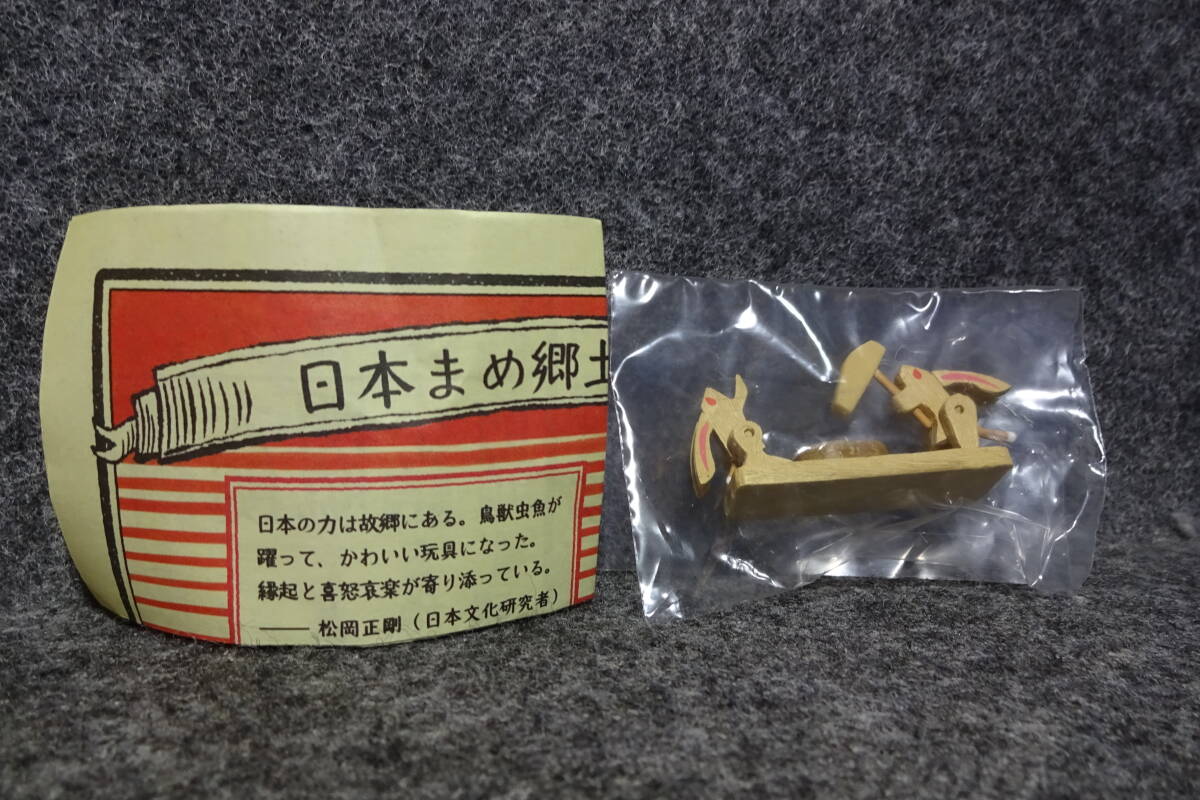 日本まめ郷土
日本の力は故郷にある。鳥獣虫魚が
躍って、かわいい玩具になった。
縁起と喜怒哀楽が寄り添っている。
── 松岡正剛（日本文化研究者）